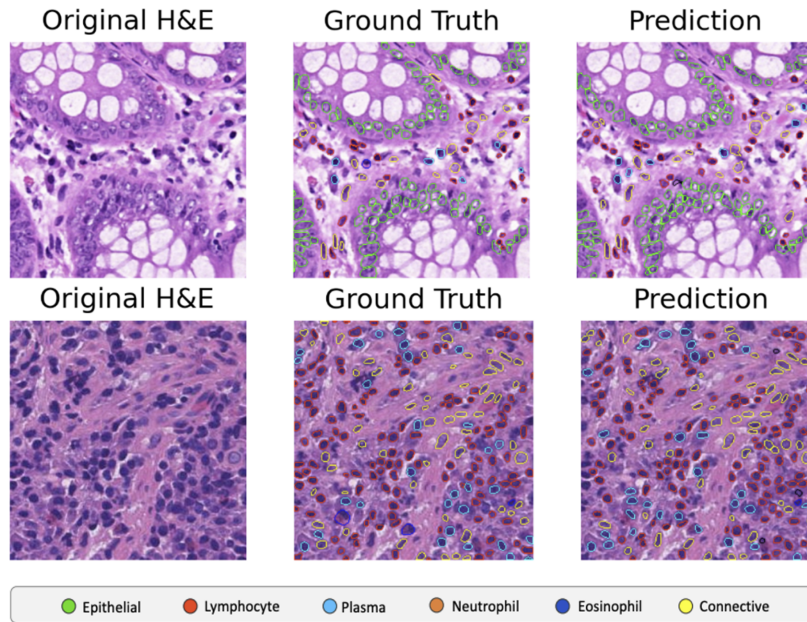 Original H&E Ground Truth Prediction
Original H&E Ground Truth Prediction
Epithelial Lymphocyte Plasma Neutrophil Eosinophil Connective